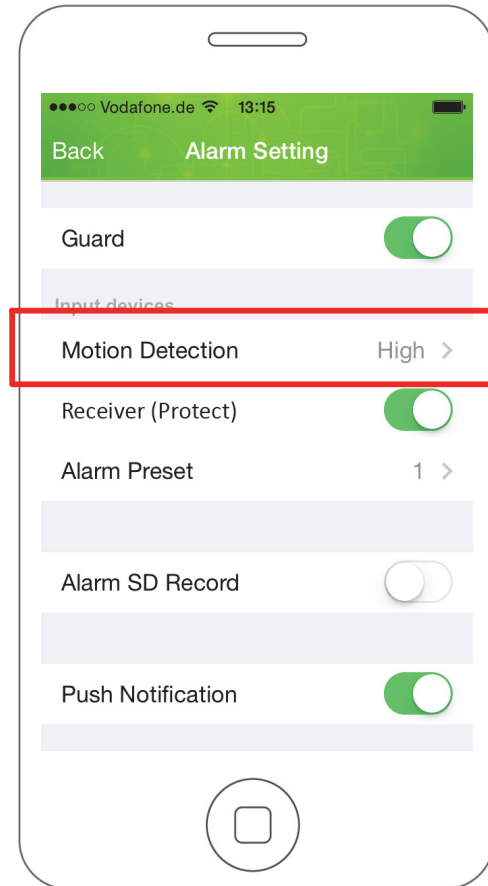 Vodafone.de 13:15
Back Alarm Setting
Guard
Input devices
Motion Detection High
Receiver (Protect)
Alarm Preset 1
Alarm SD Record
Push Notification